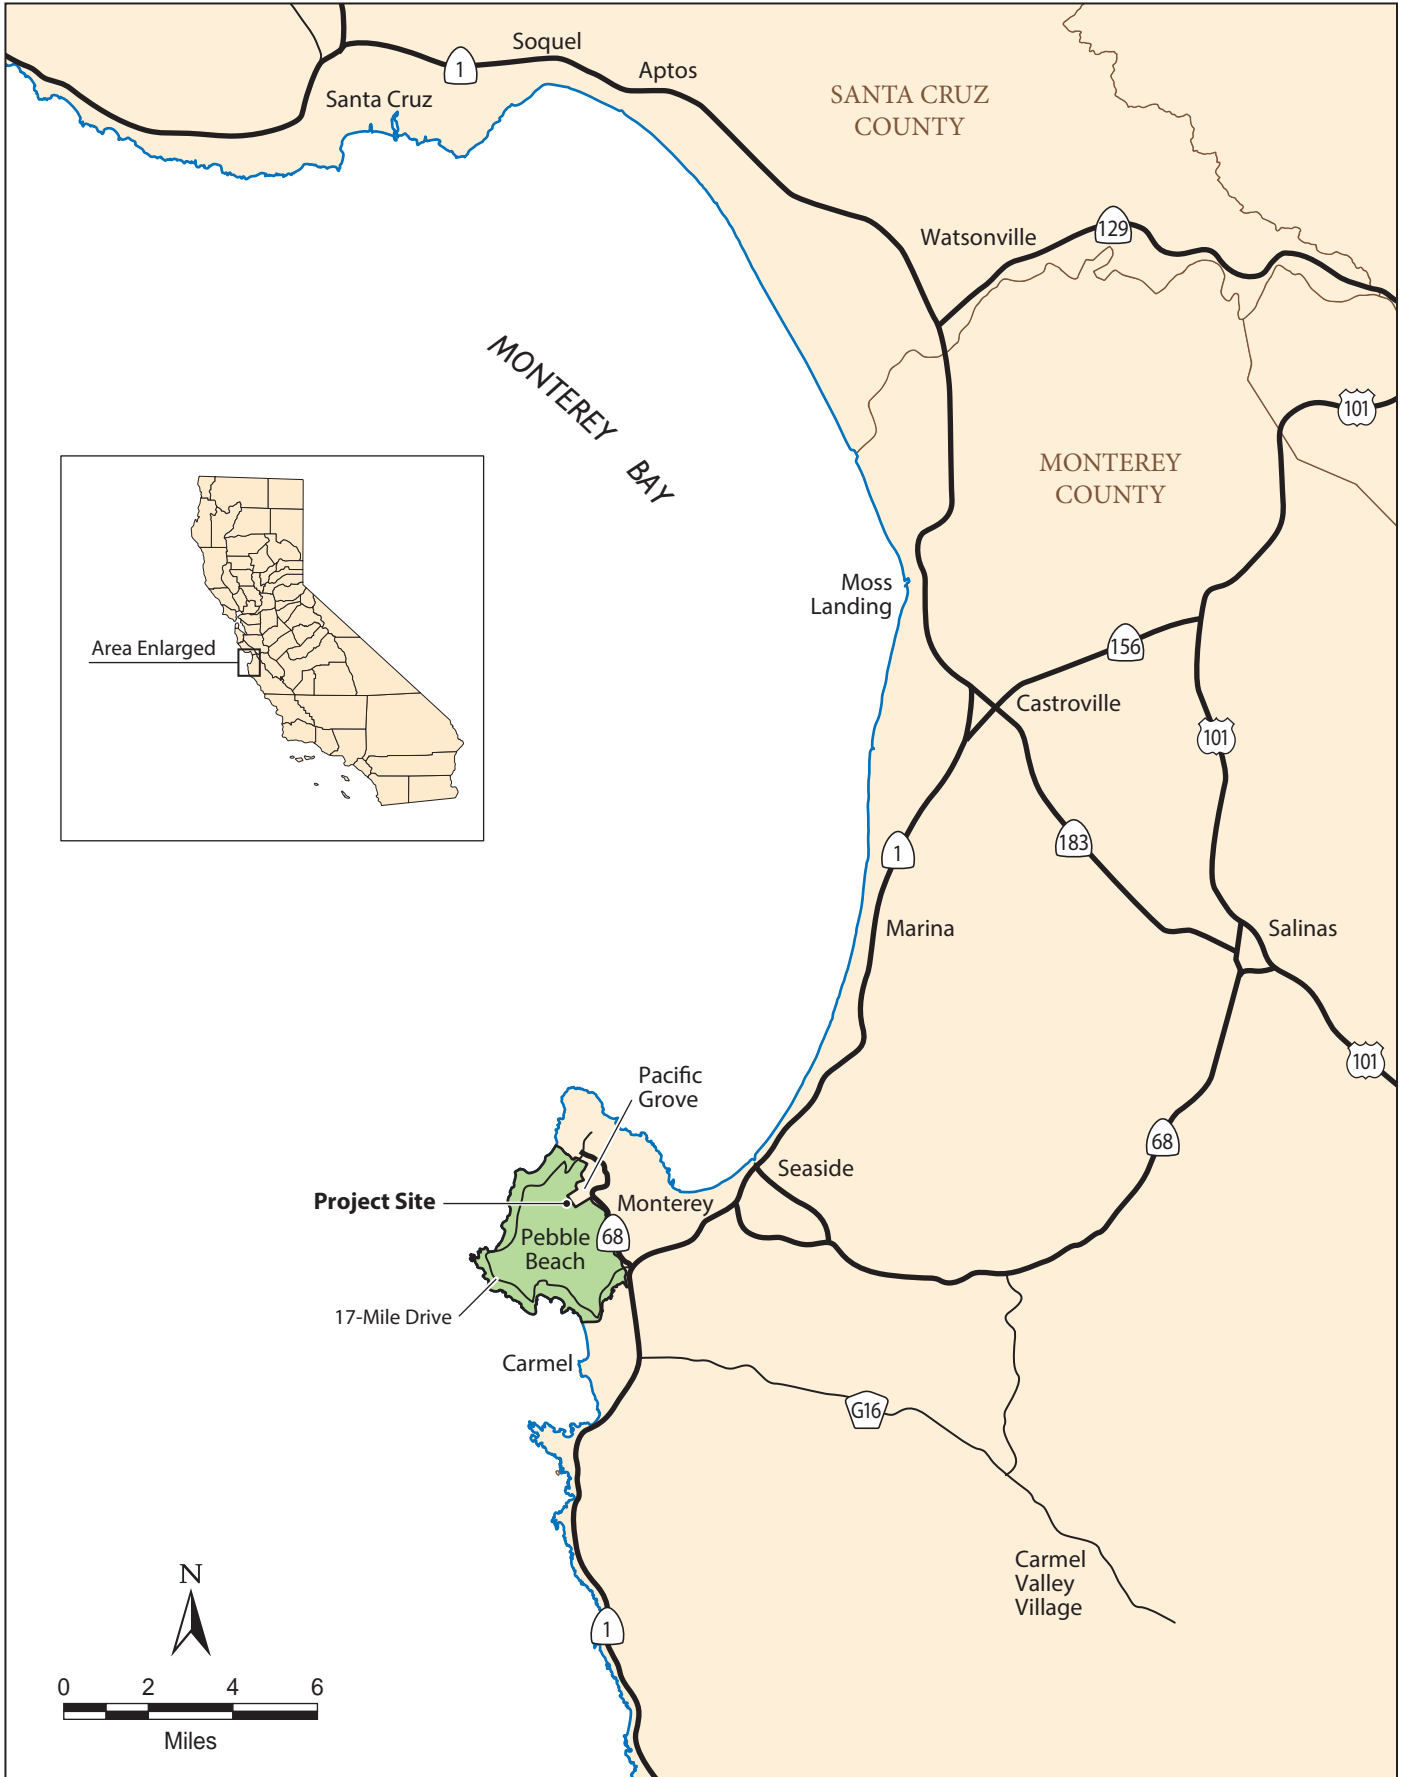 Soquel
1
Aptos
Santa Cruz
SANTA CRUZ
COUNTY
129
Watsonville
MONTEREY BAY
101
MONTEREY
COUNTY
Moss
Landing
156
Area Enlarged
Castroville
101
183
1
Marina
Salinas
101
Pacific
Grove
68
Seaside
Project Site
Monterey
68
Pebble
Beach
17-Mile Drive
Carmel
G16
Carmel
Valley
Village
N
1
0 2 4 6
Miles